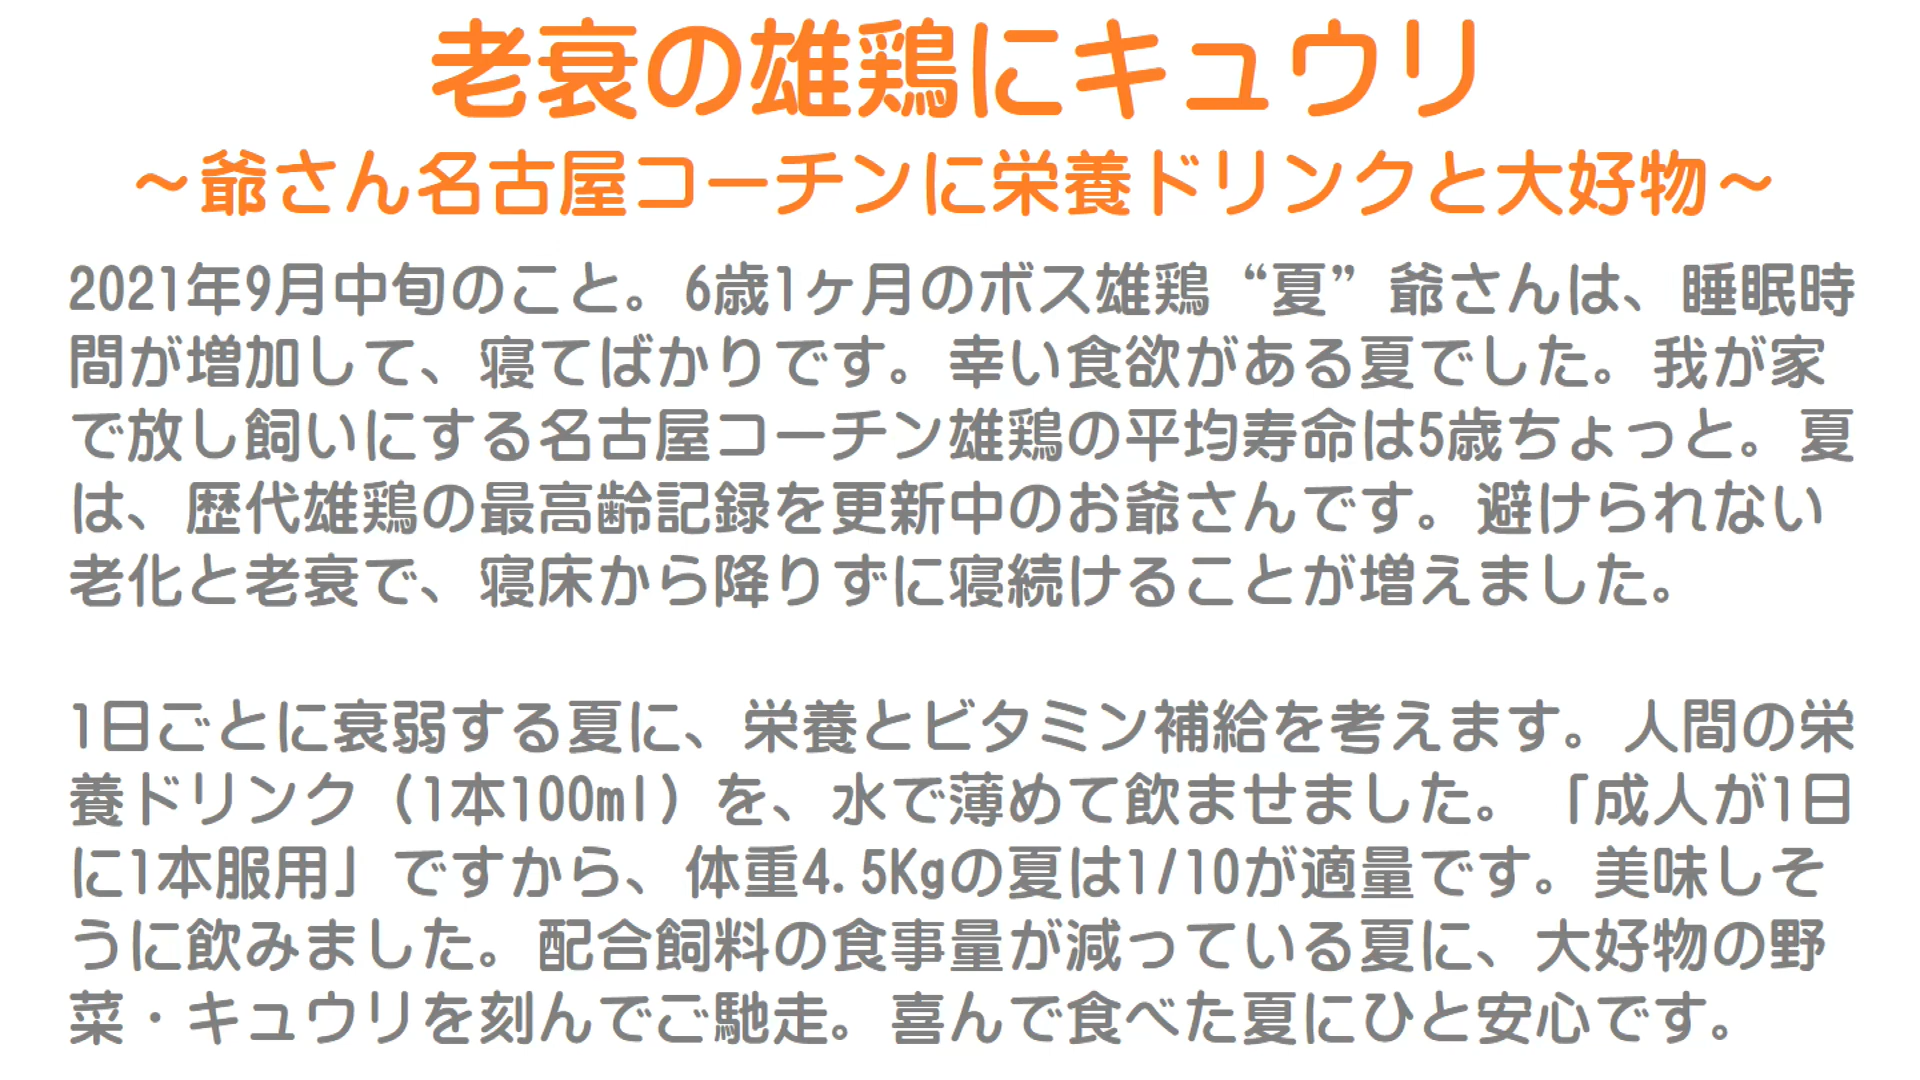 老衰の雄鶏にキュウリ
～爺さん名古屋コーチンに栄養ドリンクと大好物～
2021年9月中旬のこと。6歳1ヶ月のボス雄鶏“夏”爺さんは、睡眠時
間が増加して、寝てばかりです。幸い食欲がある夏でした。我が家
で放し飼いにする名古屋コーチン雄鶏の平均寿命は5歳ちょっと。夏
は、歴代雄鶏の最高齢記録を更新中のお爺さんです。避けられない
老化と老衰で、寝床から降りずに寝続けることが増えました。
1日ごとに衰弱する夏に、栄養とビタミン補給を考えます。人間の栄
養ドリンク（1本100ml）を、水で薄めて飲ませました。「成人が1日
に1本服用」ですから、体重4.5Kgの夏は1/10が適量です。美味しそ
うに飲みました。配合飼料の食事量が減っている夏に、大好物の野
菜・キュウリを刻んでご馳走。喜んで食べた夏にひと安心です。